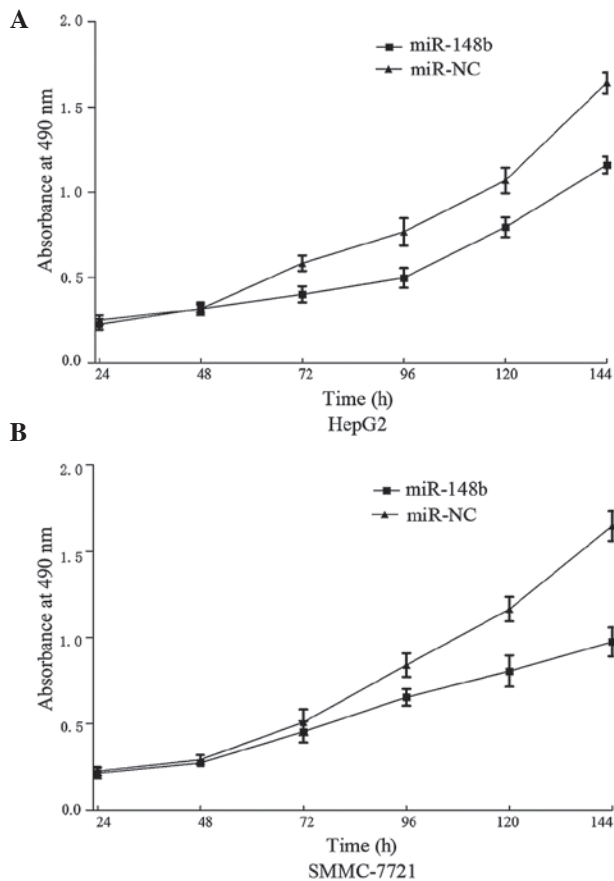 A
2.0
miR-148b
miR-NC
1.5
1.0
0.5
0.0
Absorbance at 490 nm
24 48 72 96 120 144
Time (h)
HepG2
B
2.0
miR-148b
miR-NC
1.5
1.0
0.5
0.0
Absorbance at 490 nm
24 48 72 96 120 144
Time (h)
SMMC-7721